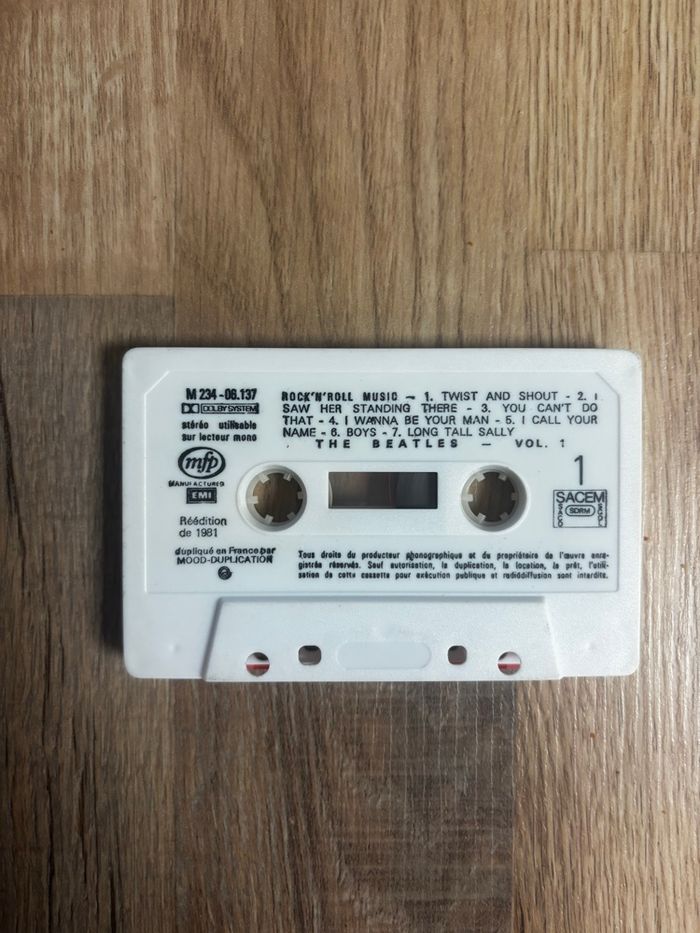 M 234-06.137
DOLBY SYSTEM
stéréo utilisable
sur lecteur mono
mfp
MANUFACTURED
EMI
Réédition
de 1981
dupliqué en France par
MOOD-DUPLICATION
ROCK'N'ROLL MUSIC — 1. TWIST AND SHOUT - 2. I
SAW HER STANDING THERE - 3. YOU CAN'T DO
THAT - 4. I WANNA BE YOUR MAN - 5. I CALL YOUR
NAME - 6. BOYS - 7. LONG TALL SALLY
THE BEATLES — VOL. 1
1
SACEM
SDRM
Tous droits du producteur phonographique et du propriétaire de l'œuvre enre-
gistrée réservés. Sauf autorisation, la duplication, la location, le prêt, l'utili-
sation de cette cassette pour exécution publique et radiodiffusion sont interdits.